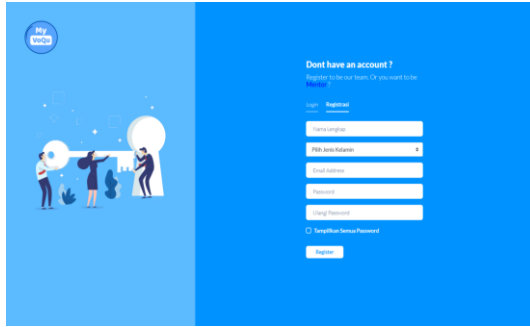 My
VeQu
Dont have an account ?
Register to be our team. Or you want to be
Mentor ?
Login Registrasi
Nama Lengkap
Pilih Jenis Kelamin
Email Address
Password
Ulangi Password
Tampilkan Semua Password
Register